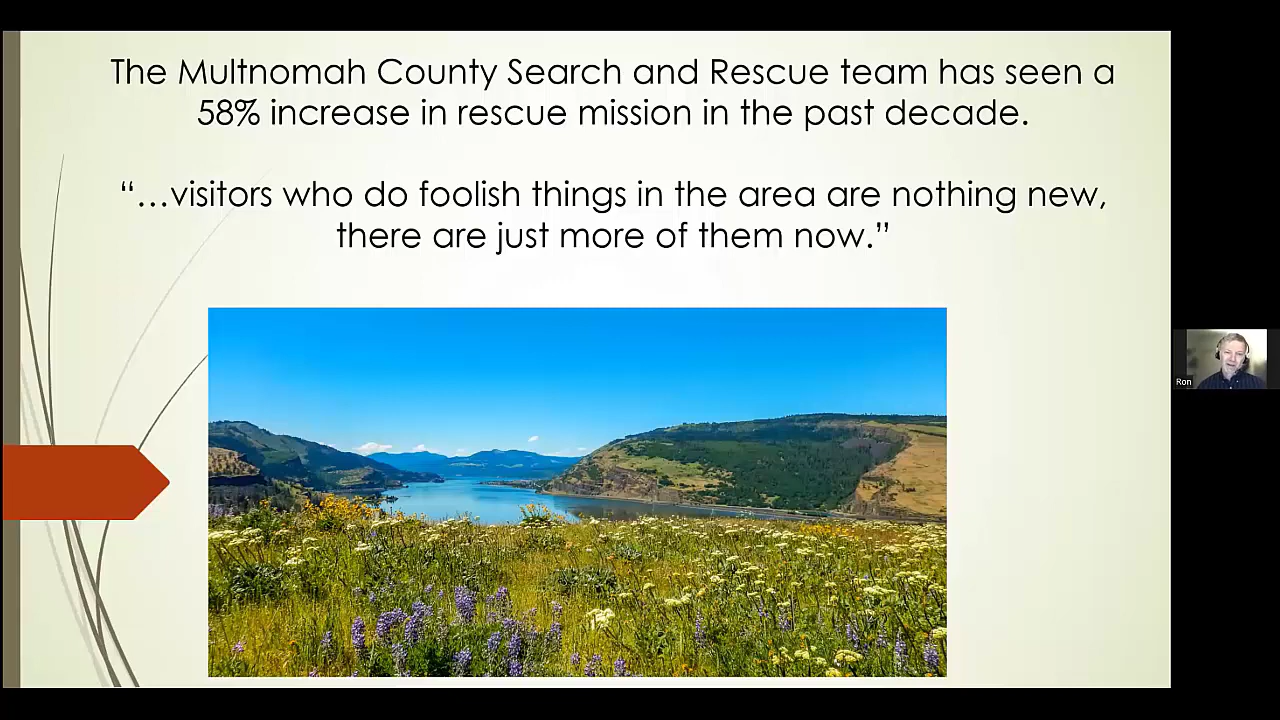 The Multnomah County Search and Rescue team has seen a
58% increase in rescue mission in the past decade.
“…visitors who do foolish things in the area are nothing new,
there are just more of them now.”
Ron